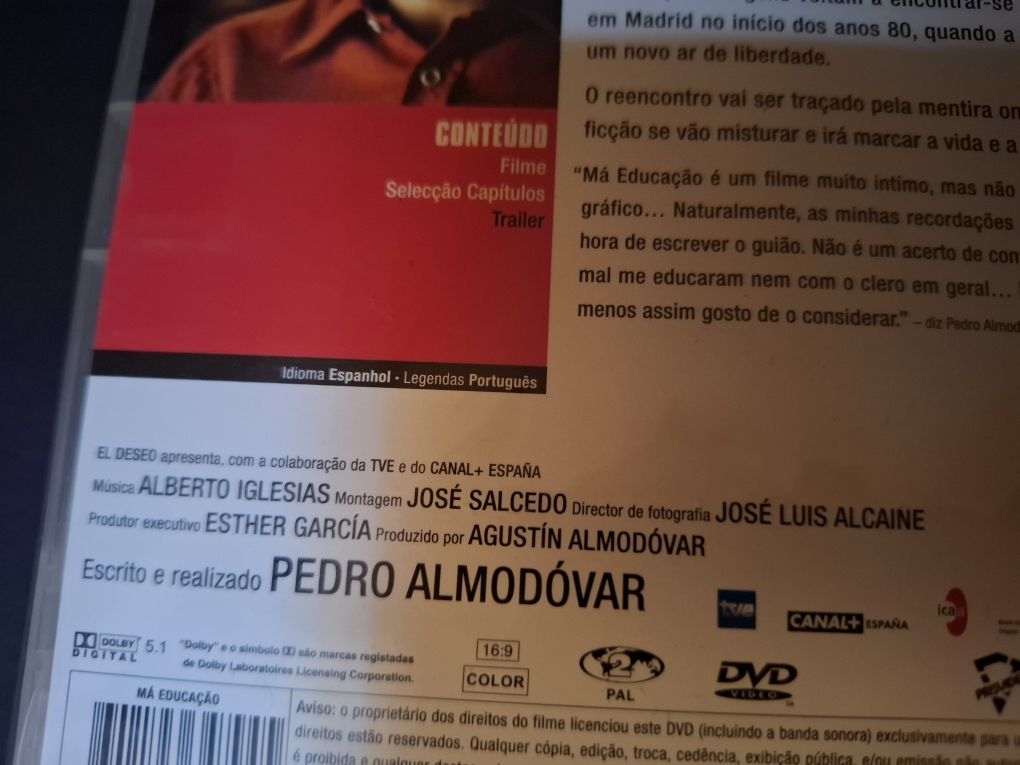 encontrar-se
em Madrid no início dos anos 80, quando a
um novo ar de liberdade.
O reencontro vai ser traçado pela mentira
ficção se vão misturar e irá marcar a vida e a
“Má Educação é um filme muito intímo, mas não
gráfico... Naturalmente, as minhas recordações
hora de escrever o guião. Não é um acerto de
mal me educaram nem com o clero em geral...
menos assim gosto de o considerar.” – diz Pedro
CONTEÚDO
Filme
Selecção Capítulos
Trailer
Idioma Espanhol · Legendas Português
EL DESEO apresenta, com a colaboração da TVE e do CANAL+ ESPAÑA
Música ALBERTO IGLESIAS Montagem JOSÉ SALCEDO Director de fotografia JOSÉ LUIS ALCAINE
Produtor executivo ESTHER GARCÍA Produzido por AGUSTÍN ALMODÓVAR
Escrito e realizado PEDRO ALMODÓVAR
CANAL+ ESPAÑA
ica
DOLBY DIGITAL 5.1
"Dolby" e o símbolo são marcas registadas
de Dolby Laboratoires Licensing Corporation.
16:9
COLOR
2
PAL
DVD
VIDEO
MÁ EDUCAÇÃO
Aviso: o proprietário dos direitos do filme licenciou este DVD (incluindo a banda sonora) exclusivamente para
direitos estão reservados. Qualquer cópia, edição, troca, cedência, exibição pública, e/ou emissão
é proibida e qualquer